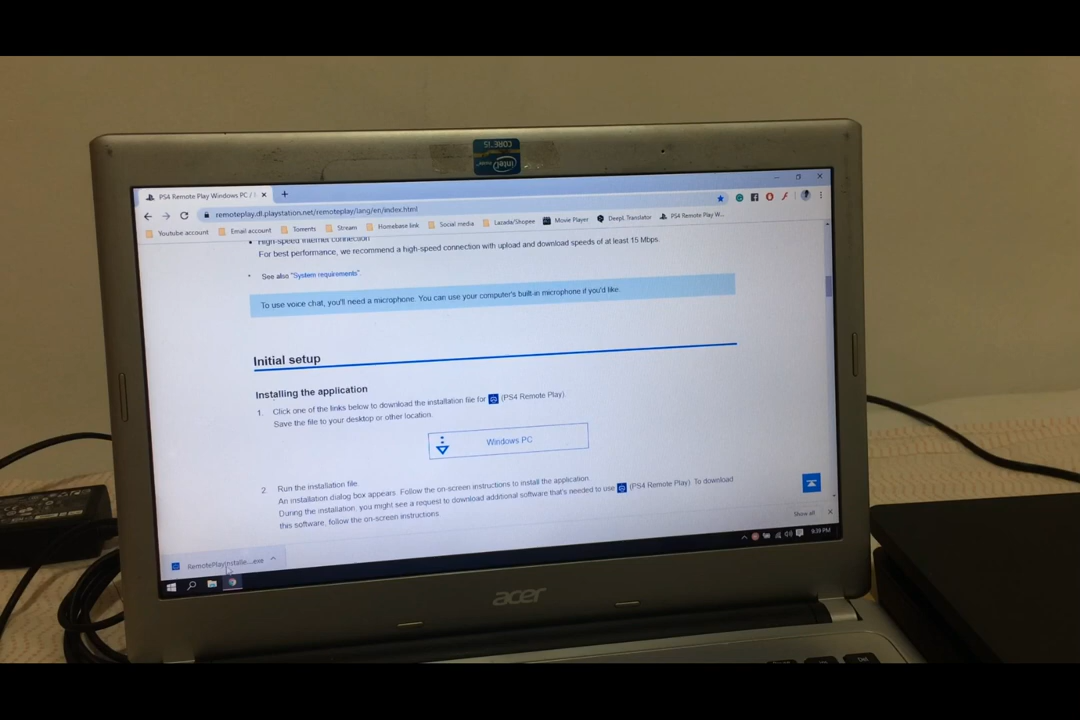 CORE i5
intel
PS4 Remote Play Windows PC /
remoteplay.dl.playstation.net/remoteplay/lang/en/index.html
Youtube account
Email account
Torrents
Stream
Homebase link
Social media
Lazada/Shopee
Movie Player
DeepL Translator
PS4 Remote Play W...
High-speed Internet connection
For best performance, we recommend a high-speed connection with upload and download speeds of at least 15 Mbps.
See also "System requirements".
To use voice chat, you'll need a microphone. You can use your computer's built-in microphone if you'd like.
Initial setup
Installing the application
1. Click one of the links below to download the installation file for (PS4 Remote Play).
Save the file to your desktop or other location.
Windows PC
2. Run the installation file.
An installation dialog box appears. Follow the on-screen instructions to install the application.
During the installation, you might see a request to download additional software that's needed to use (PS4 Remote Play). To download
this software, follow the on-screen instructions.
RemotePlayInstalle....exe
Show all
9:39 PM
acer